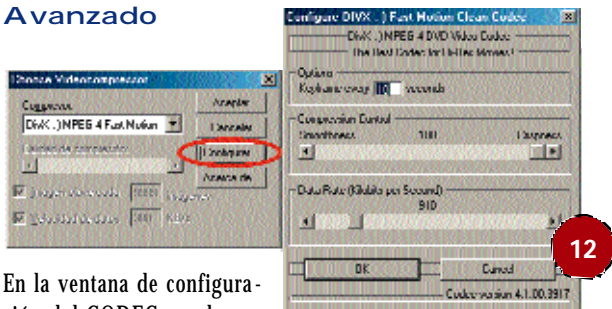 Avanzado
Choose Videocompressor
Compresor
DivX ;-) MPEG-4 Fast Motion
Aceptar
Cancelar
Configurar
Acerca de
Configure DIVX ;-) Fast Motion Clean Codec
DivX ;-) MPEG 4 DVD Video Codec
The Best Codec for Hi-Res Movies!
Options
Keyframe every 10 seconds
Compression Control
Smoothness 100 Crispness
Data Rate (Kilobits per Second)
910
OK Cancel
Codec version 4.1.00.3917
12
En la ventana de configura-
del CODEC